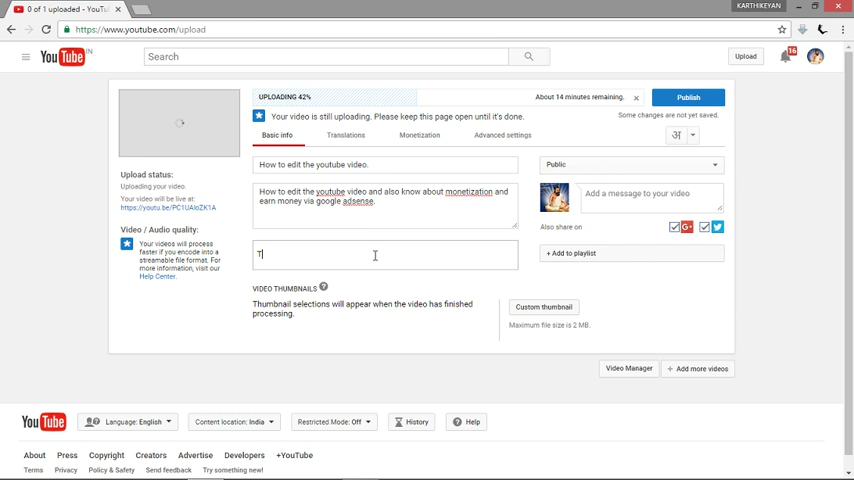 0 of 1 uploaded - YouTu
KARTHIKEYAN
https://www.youtube.com/upload
YouTube IN
Search
Upload
16
UPLOADING 42%
About 14 minutes remaining.
Publish
Your video is still uploading. Please keep this page open until it's done.
Some changes are not yet saved.
Basic info
Translations
Monetization
Advanced settings
अ
How to edit the youtube video.
Public
How to edit the youtube video and also know about monetization and
earn money via google adsense.
Add a message to your video
Also share on
G+
T
+ Add to playlist
Upload status:
Uploading your video.
Your video will be live at:
https://youtu.be/PC1UAloZK1A
Video / Audio quality:
Your videos will process
faster if you encode into a
streamable file format. For
more information, visit our
Help Center.
VIDEO THUMBNAILS ?
Thumbnail selections will appear when the video has finished
processing.
Custom thumbnail
Maximum file size is 2 MB.
Video Manager
+ Add more videos
YouTube
Language: English
Content location: India
Restricted Mode: Off
History
Help
About Press Copyright Creators Advertise Developers +YouTube
Terms Privacy Policy & Safety Send feedback Try something new!